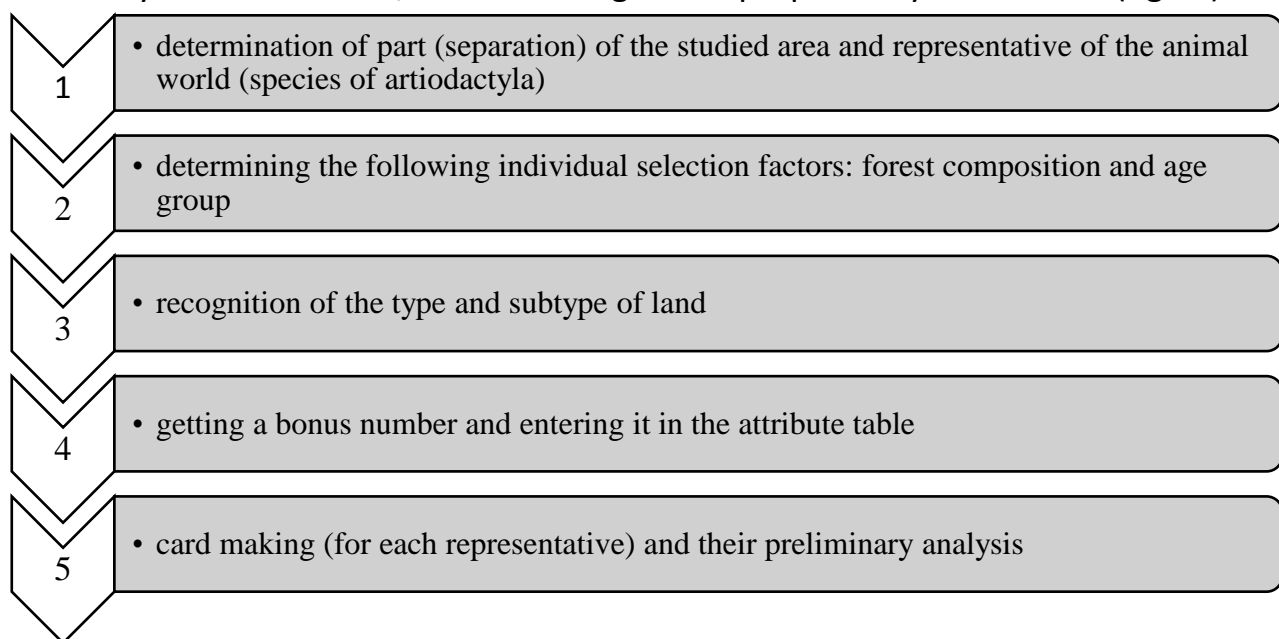 1
• determination of part (separation) of the studied area and representative of the animal
world (species of artiodactyla)
2
• determining the following individual selection factors: forest composition and age
group
3
• recognition of the type and subtype of land
4
• getting a bonus number and entering it in the attribute table
5
• card making (for each representative) and their preliminary analysis